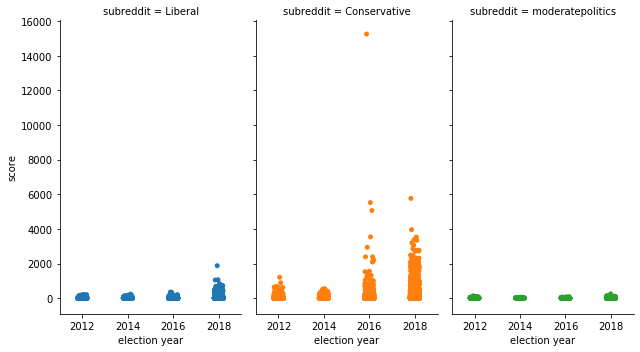 subreddit = Liberal
subreddit = Conservative
subreddit = moderatepolitics
16000
14000
12000
10000
8000
6000
4000
2000
0
score
2012 2014 2016 2018
2012 2014 2016 2018
2012 2014 2016 2018
election year
election year
election year